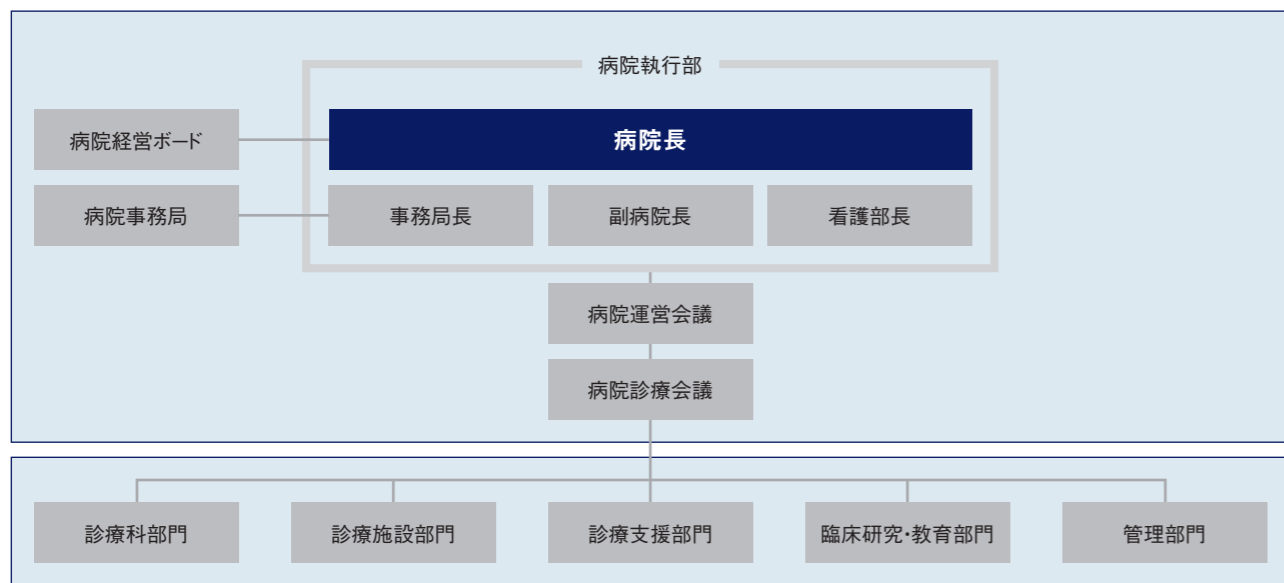 病院執行部
病院経営ボード
病院長
病院事務局
事務局長
副病院長
看護部長
病院運営会議
病院診療会議
診療科部門
診療施設部門
診療支援部門
臨床研究・教育部門
管理部門